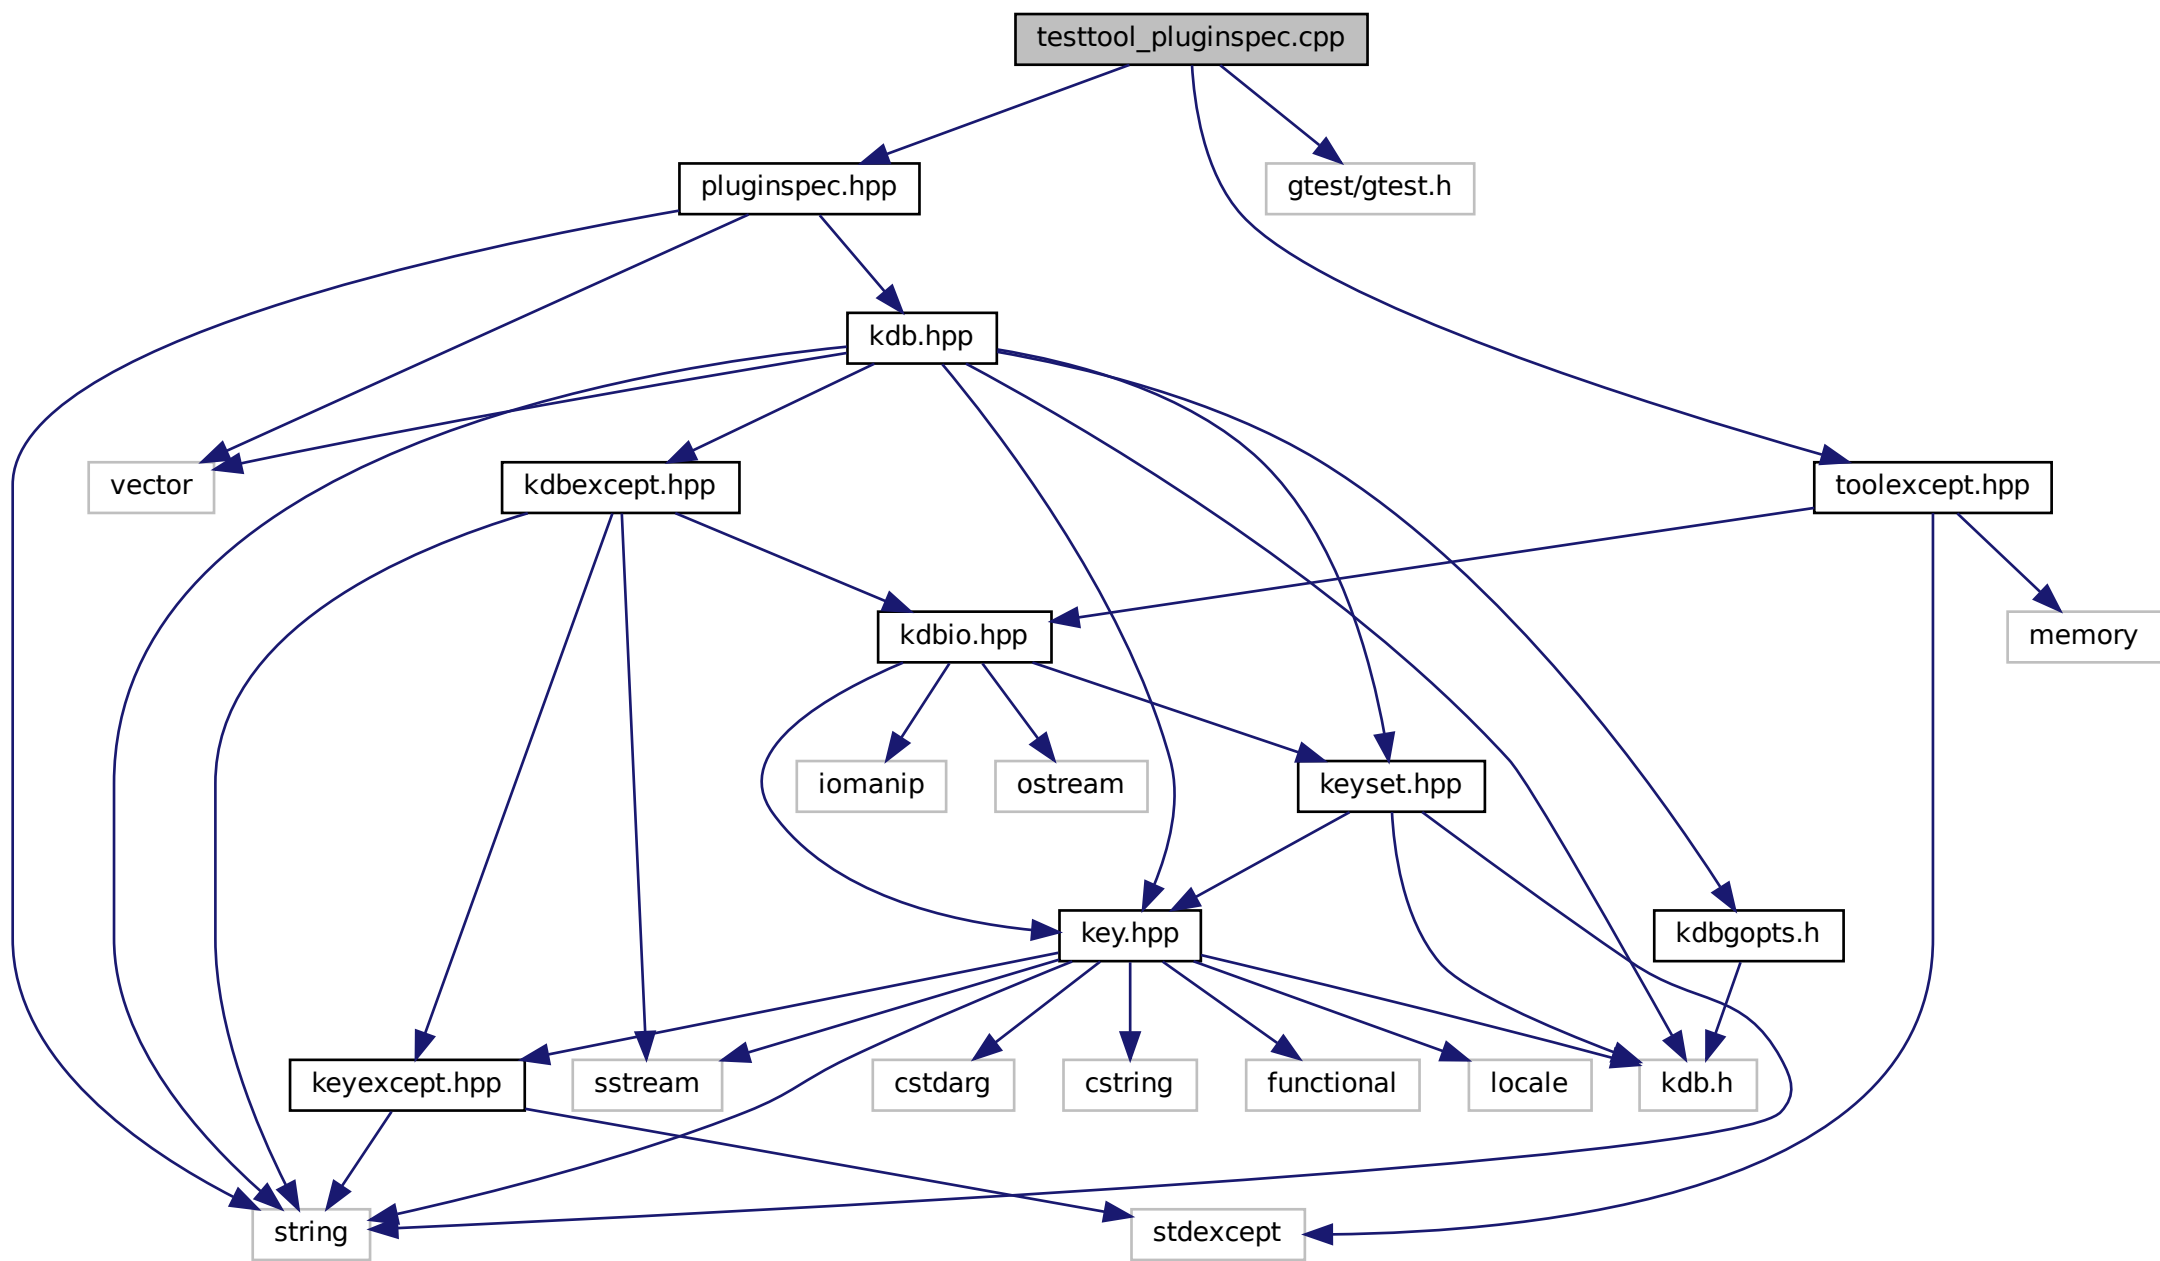 testtool_pluginspec.cpp
pluginspec.hpp
gtest/gtest.h
kdb.hpp
vector
kdbexcept.hpp
toolexcept.hpp
kdbio.hpp
memory
iomanip
ostream
keyset.hpp
key.hpp
kdbgopts.h
keyexcept.hpp
sstream
cstdarg
cstring
functional
locale
kdb.h
string
stdexcept